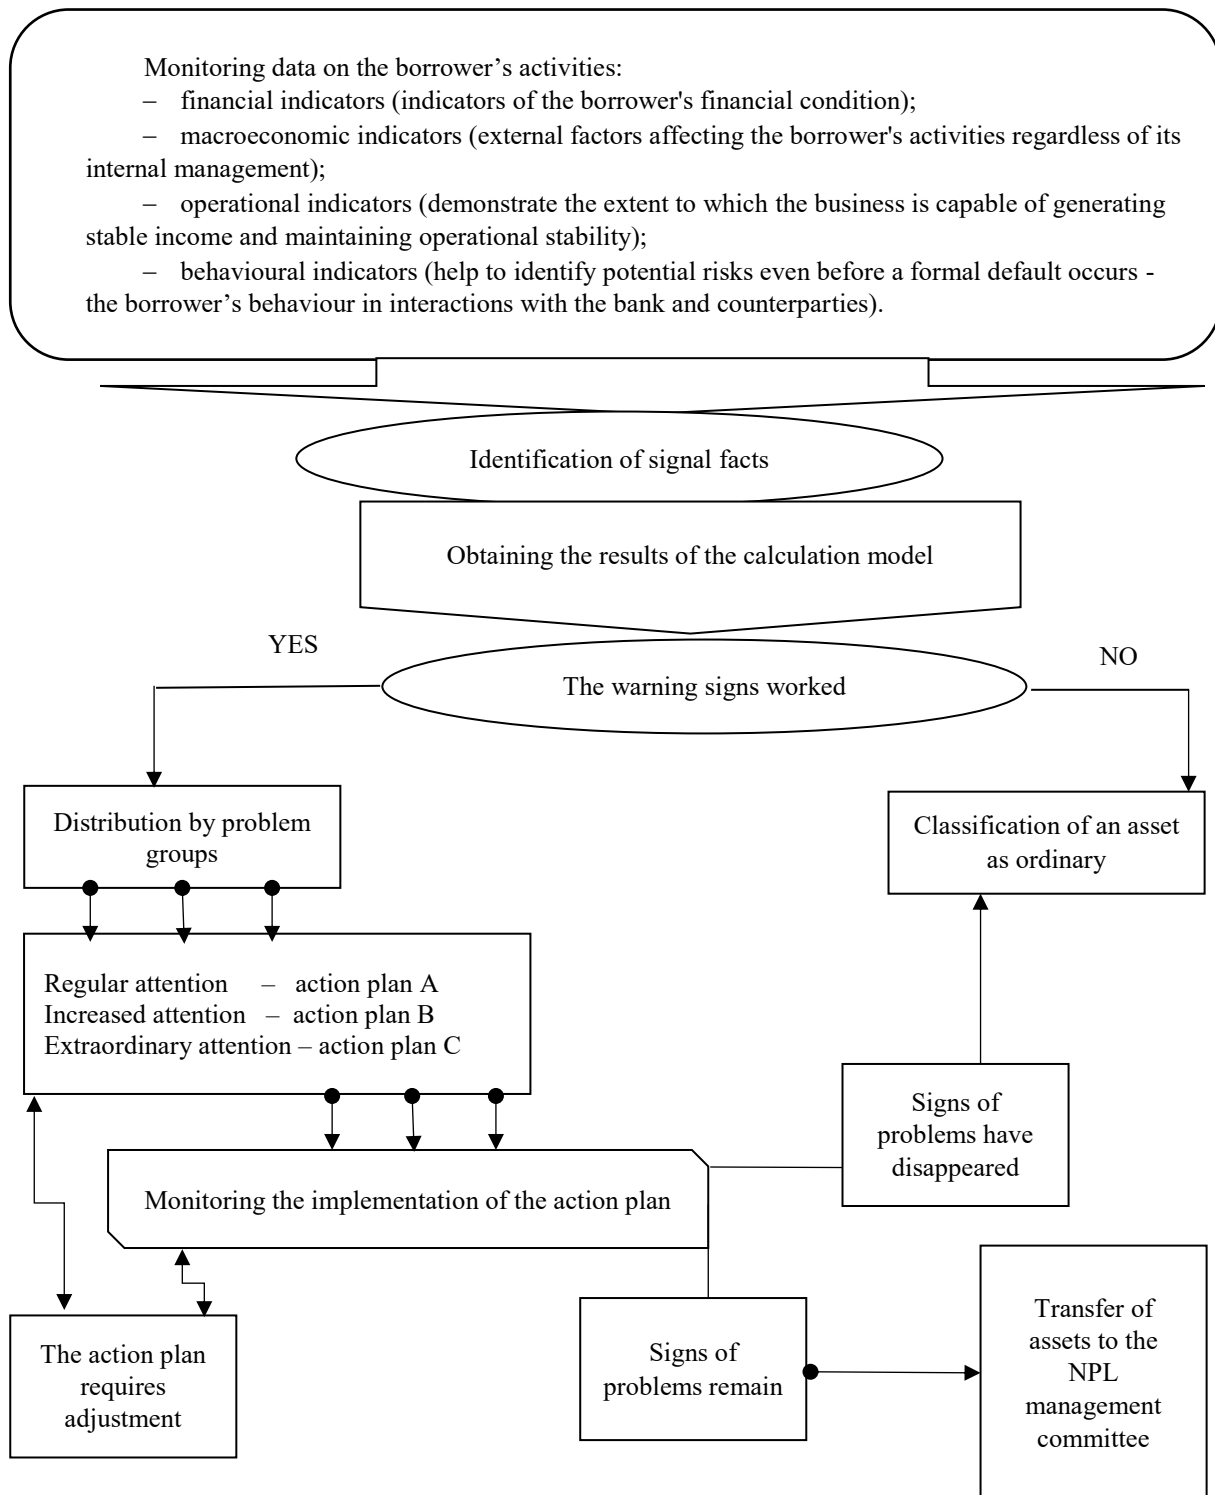 Monitoring data on the borrower’s activities:
– financial indicators (indicators of the borrower's financial condition);
– macroeconomic indicators (external factors affecting the borrower's activities regardless of its
internal management);
– operational indicators (demonstrate the extent to which the business is capable of generating
stable income and maintaining operational stability);
– behavioural indicators (help to identify potential risks even before a formal default occurs -
the borrower’s behaviour in interactions with the bank and counterparties).
Identification of signal facts
Obtaining the results of the calculation model
YES
NO
The warning signs worked
Distribution by problem
groups
Classification of an asset
as ordinary
Regular attention – action plan A
Increased attention – action plan B
Extraordinary attention – action plan C
Signs of
problems have
disappeared
Monitoring the implementation of the action plan
The action plan
requires
adjustment
Signs of
problems remain
Transfer of
assets to the
NPL
management
committee